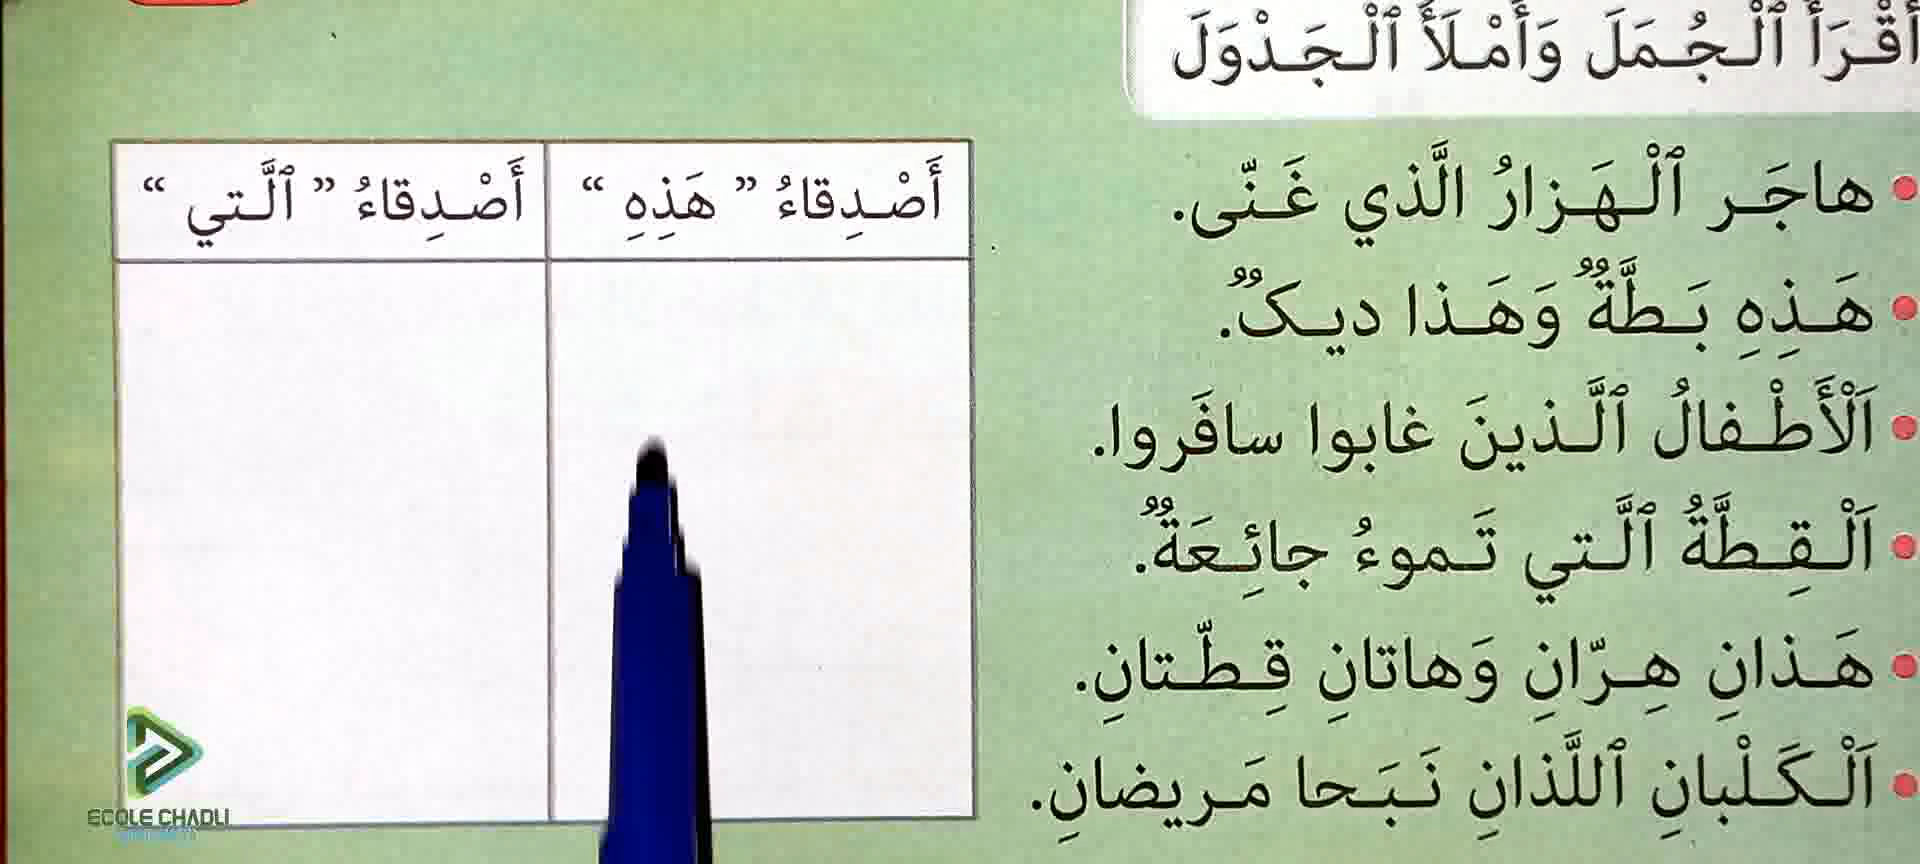 أَقْرَأُ ٱلْجُمَلَ وَأَمْلَأُ ٱلْجَدْوَلَ
هاجَر ٱلْهَزارُ الَّذي غَنّى.
هَذِهِ بَطَّةٌ وَهَذا ديكٌ.
اَلْأَطْفالُ ٱلَّذينَ غابوا سافَروا.
اَلْقِطَّةُ ٱلَّتي تَموءُ جائِعَةٌ.
هَذانِ هِرّانِ وَهاتانِ قِطّتانِ.
اَلْكَلْبانِ ٱللَّذانِ نَبَحا مَريضانِ.
أَصْدِقاءُ ” هَذِهِ “
أَصْدِقاءُ ” ٱلَّتي “
ECOLE CHADLI